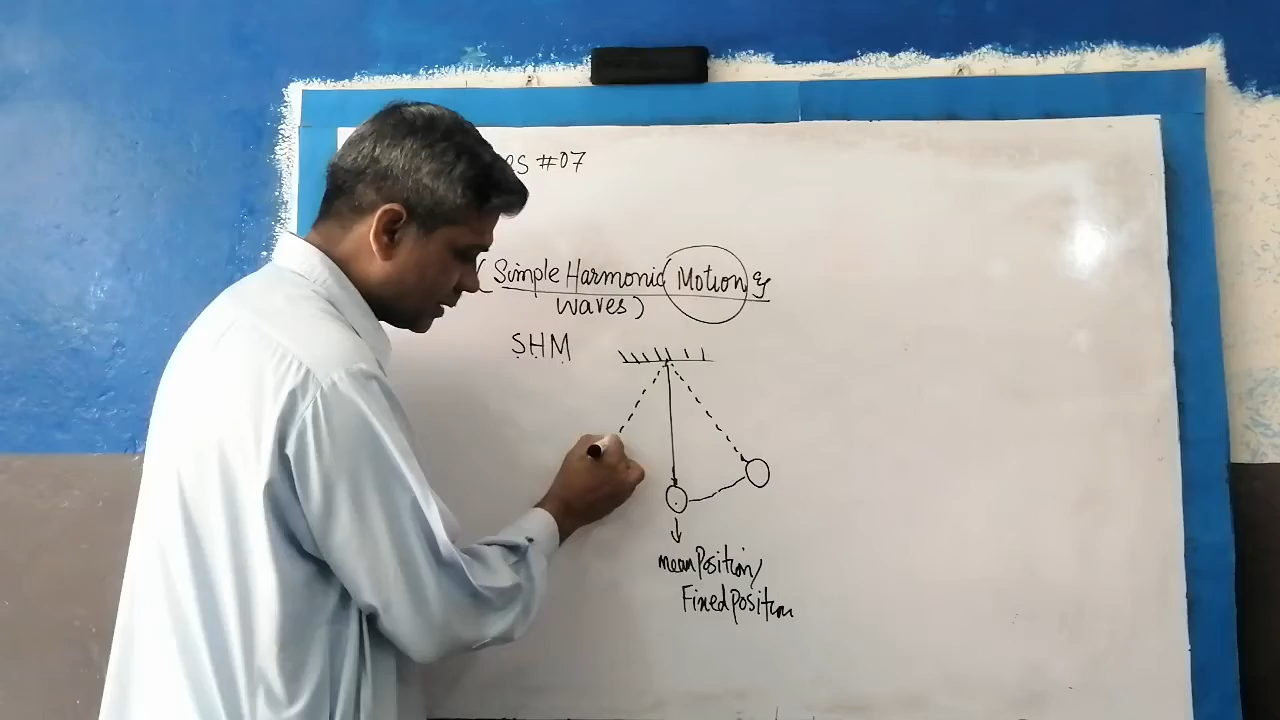 #07
(Simple Harmonic Motion &
waves)
SHM
mean Position/
Fixed position